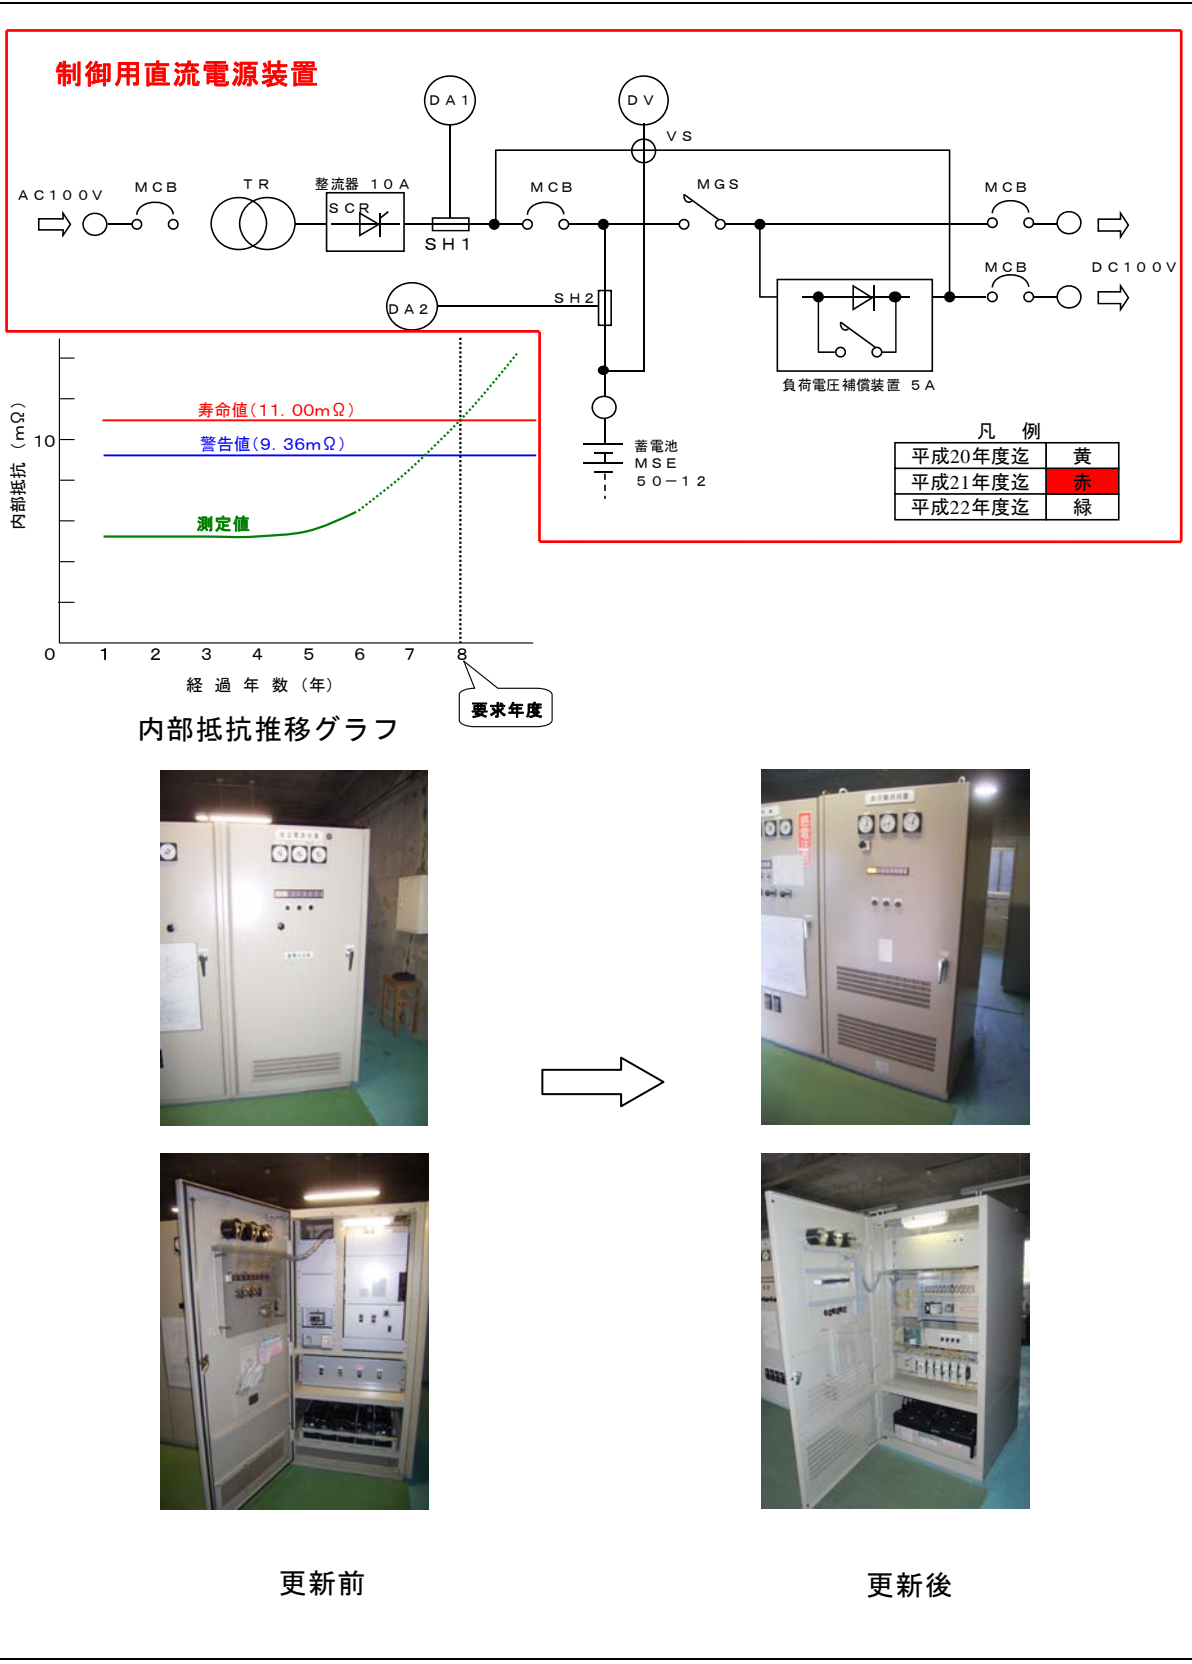 制御用直流電源装置
DA1
DV
VS
AC100V
MCB
TR
整流器 10A
SCR
SH1
MCB
MGS
MCB
MCB
DC100V
DA2
SH2
負荷電圧補償装置 5A
蓄電池
MSE
50-12
凡 例
平成20年度迄 黄
平成21年度迄 赤
平成22年度迄 緑
内部抵抗 (mΩ)
10
寿命値(11.00mΩ)
警告値(9.36mΩ)
測定値
0 1 2 3 4 5 6 7 8
経過年数(年)
要求年度
内部抵抗推移グラフ
更新前
更新後